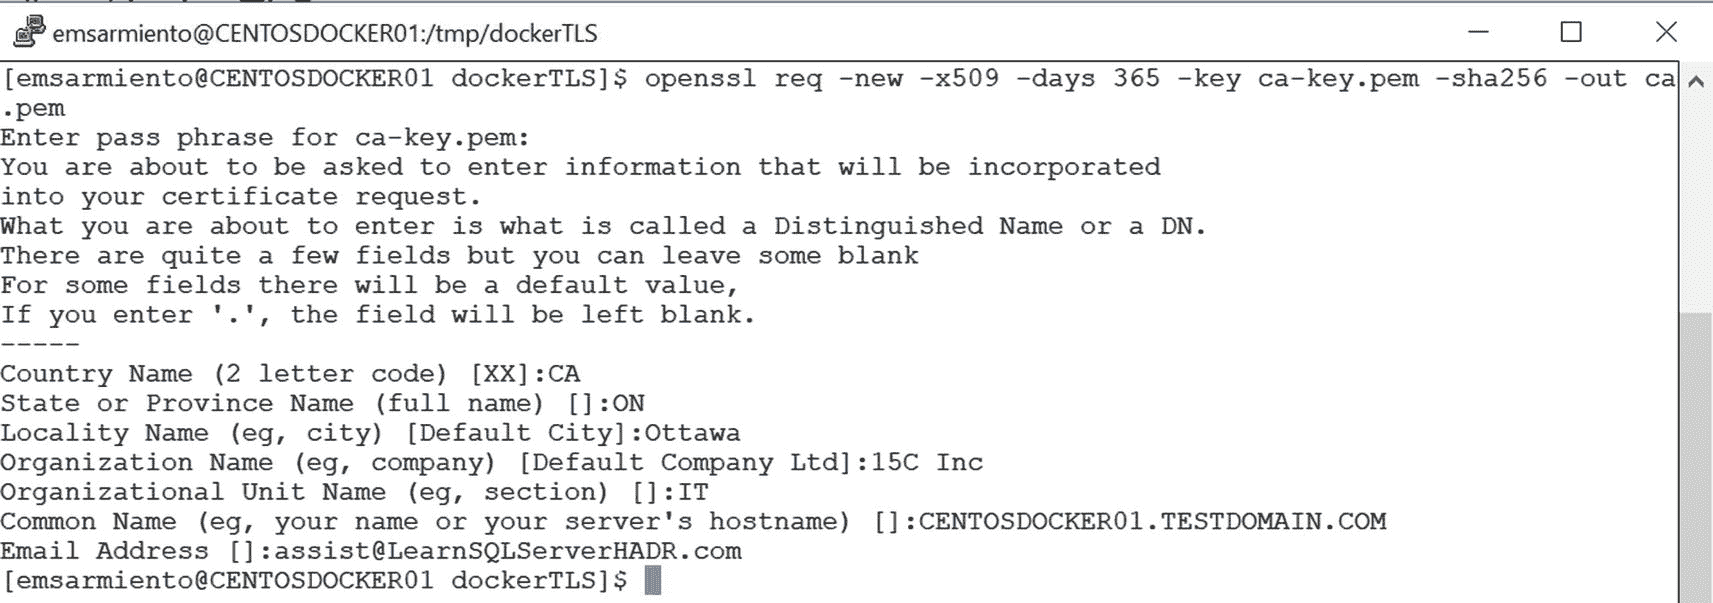 emsarmiento@CENTOSDOCKER01:/tmp/dockerTLS
[emsarmiento@CENTOSDOCKER01 dockerTLS]$ openssl req -new -x509 -days 365 -key ca-key.pem -sha256 -out ca
.pem
Enter pass phrase for ca-key.pem:
You are about to be asked to enter information that will be incorporated
into your certificate request.
What you are about to enter is what is called a Distinguished Name or a DN.
There are quite a few fields but you can leave some blank
For some fields there will be a default value,
If you enter '.', the field will be left blank.
-----
Country Name (2 letter code) [XX]:CA
State or Province Name (full name) []:ON
Locality Name (eg, city) [Default City]:Ottawa
Organization Name (eg, company) [Default Company Ltd]:15C Inc
Organizational Unit Name (eg, section) []:IT
Common Name (eg, your name or your server's hostname) []:CENTOSDOCKER01.TESTDOMAIN.COM
Email Address []:assist@LearnSQLServerHADR.com
[emsarmiento@CENTOSDOCKER01 dockerTLS]$